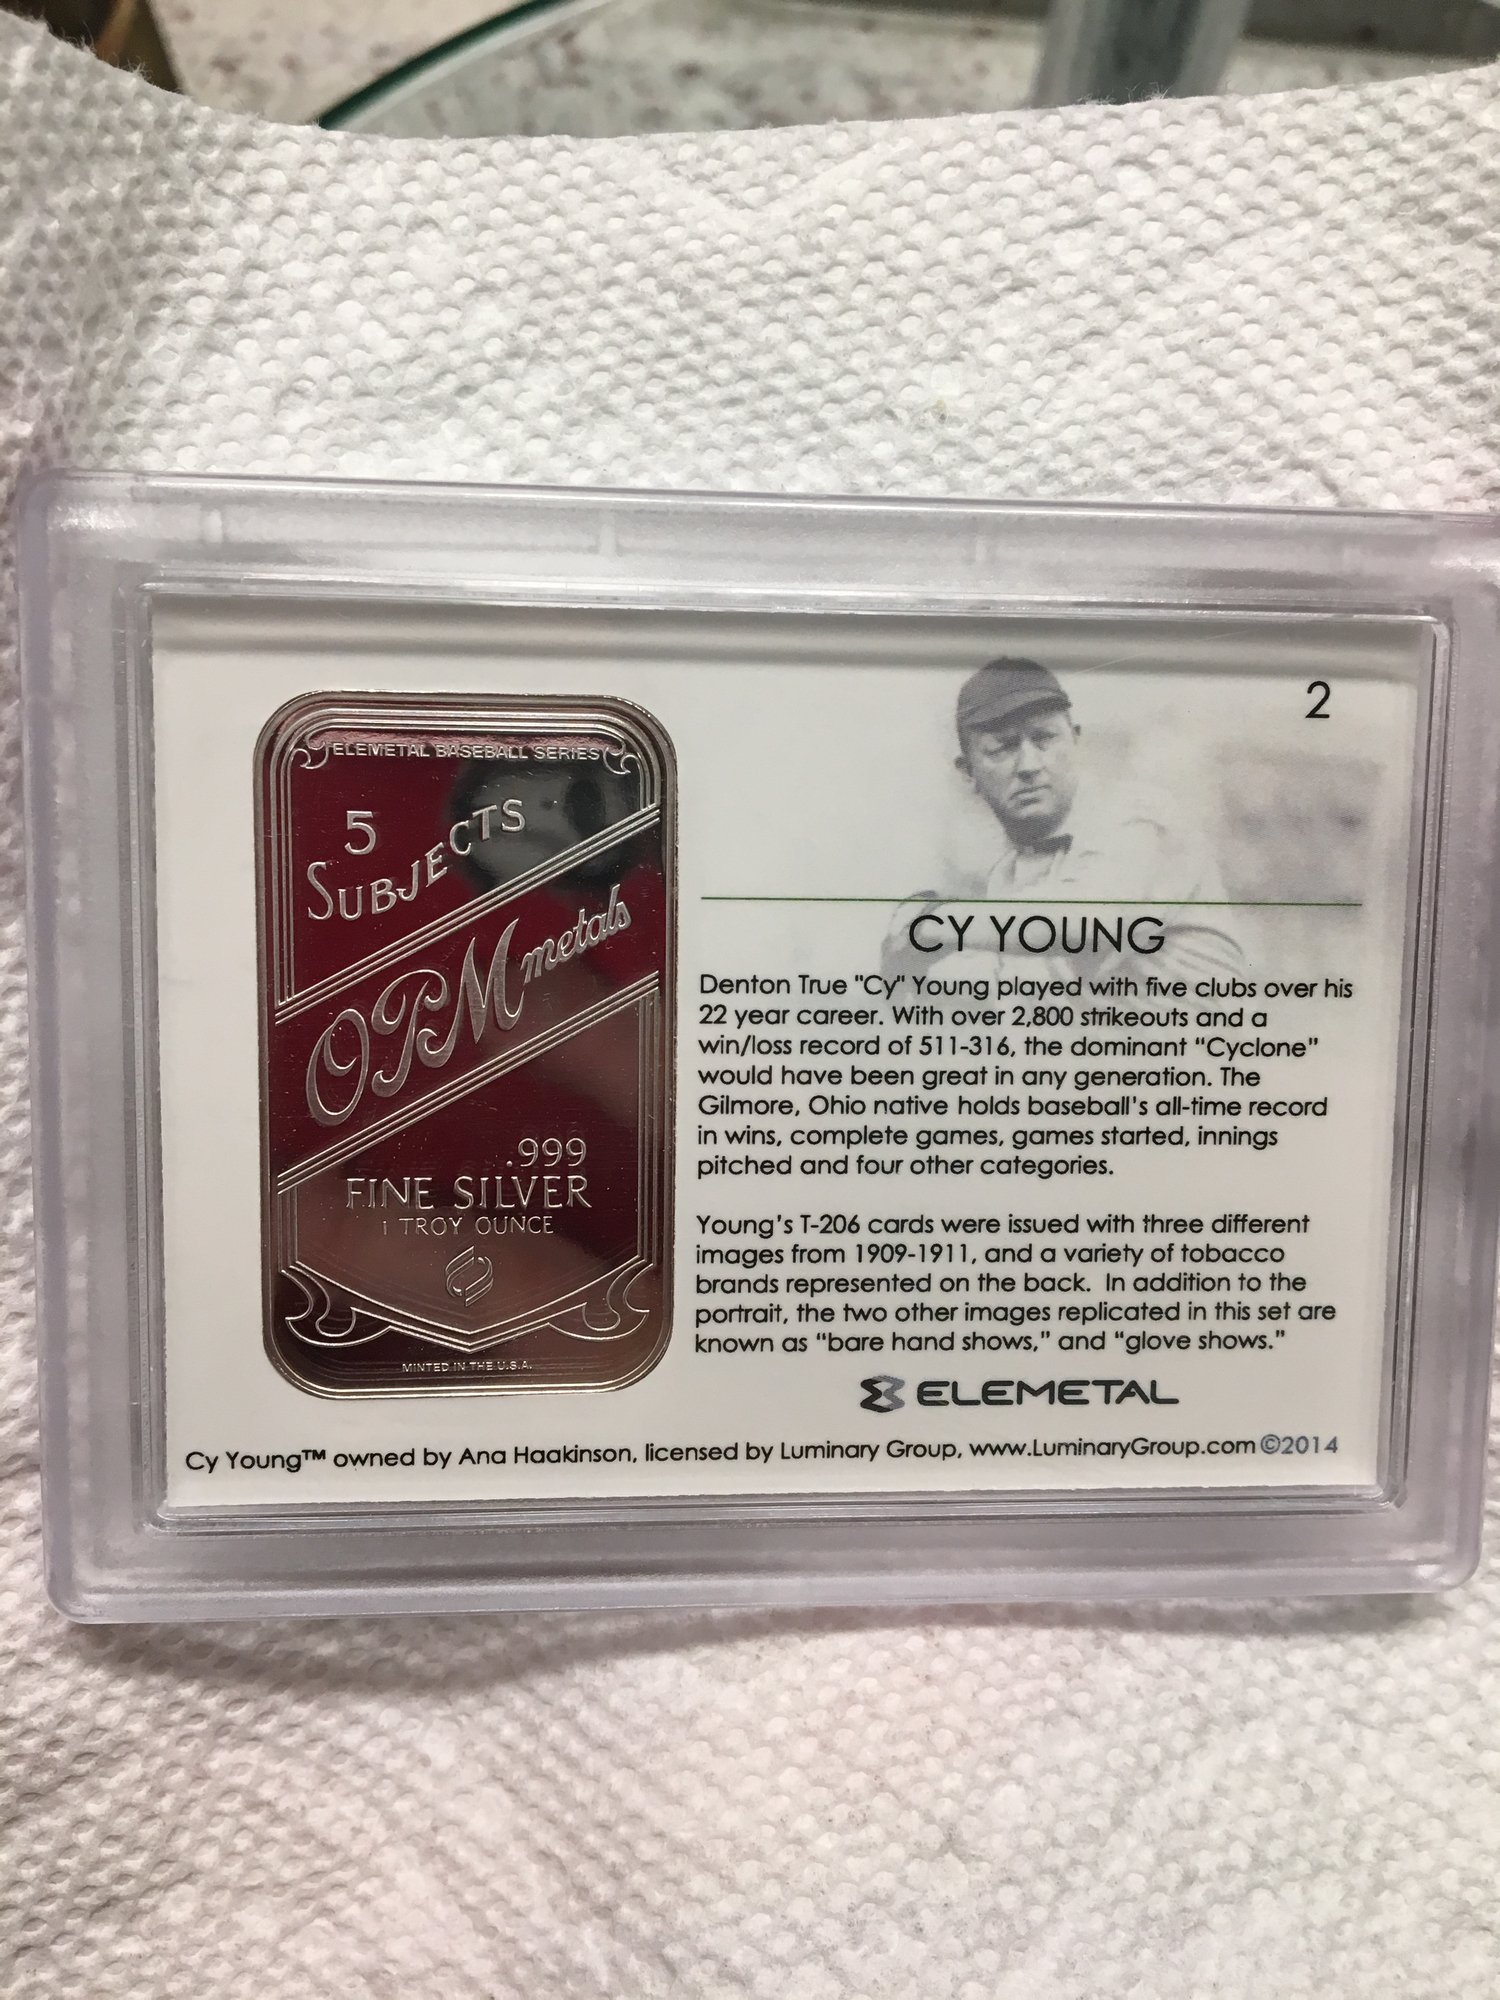 ELEMETAL BASEBALL SERIES
5
SUBJECTS
OPM metals
.999
FINE SILVER
1 TROY OUNCE
MINTED IN THE U.S.A.
2
CY YOUNG
Denton True "Cy" Young played with five clubs over his
22 year career. With over 2,800 strikeouts and a
win/loss record of 511-316, the dominant “Cyclone”
would have been great in any generation. The
Gilmore, Ohio native holds baseball’s all-time record
in wins, complete games, games started, innings
pitched and four other categories.
Young’s T-206 cards were issued with three different
images from 1909-1911, and a variety of tobacco
brands represented on the back. In addition to the
portrait, the two other images replicated in this set are
known as “bare hand shows,” and “glove shows.”
ELEMETAL
Cy Young™ owned by Ana Haakinson, licensed by Luminary Group, www.LuminaryGroup.com ©2014